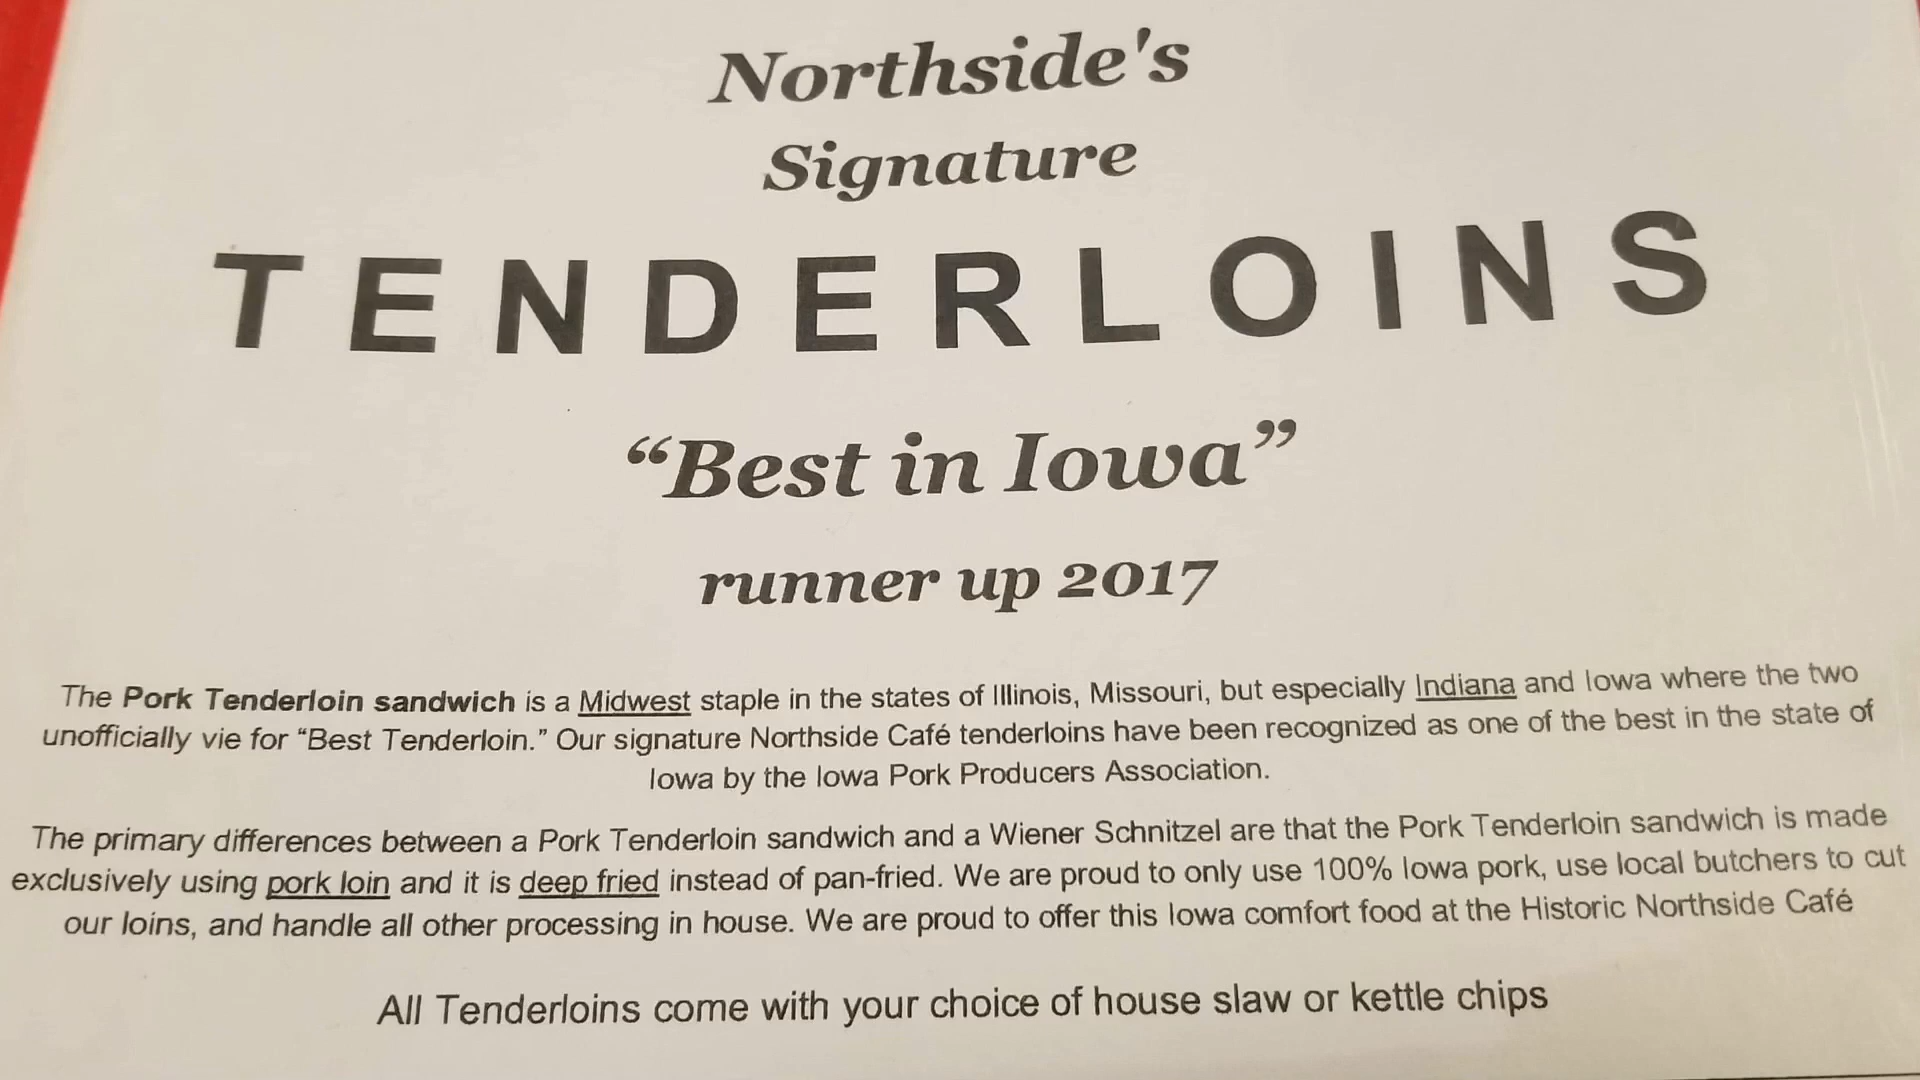 Northside's
Signature
TENDERLOINS
“Best in Iowa”
runner up 2017
The Pork Tenderloin sandwich is a Midwest staple in the states of Illinois, Missouri, but especially Indiana and Iowa where the two
unofficially vie for “Best Tenderloin.” Our signature Northside Café tenderloins have been recognized as one of the best in the state of
Iowa by the Iowa Pork Producers Association.
The primary differences between a Pork Tenderloin sandwich and a Wiener Schnitzel are that the Pork Tenderloin sandwich is made
exclusively using pork loin and it is deep fried instead of pan-fried. We are proud to only use 100% Iowa pork, use local butchers to cut
our loins, and handle all other processing in house. We are proud to offer this Iowa comfort food at the Historic Northside Café
All Tenderloins come with your choice of house slaw or kettle chips